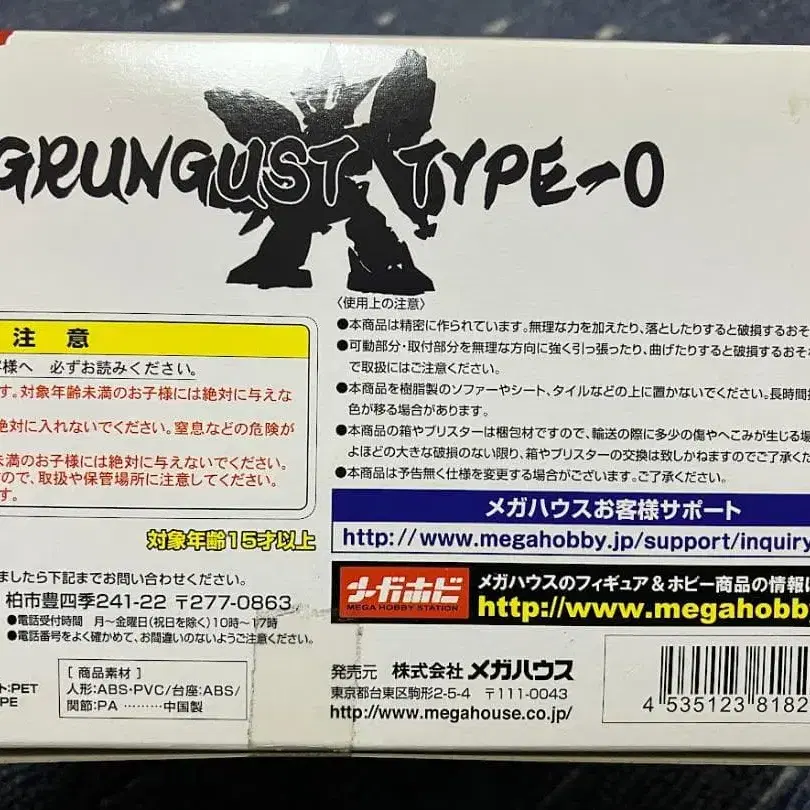 GRUNGUST TYPE-0
注 意
客様へ 必ずお読みください。
す。対象年齢未満のお子様には絶対に与えな
絶対に入れないでください。窒息などの危険が
未満のお子様には絶対に与えないでください。
ので、取扱や保管場所に注意してください。
す。
対象年齢15才以上
ましたら下記までお問い合わせください。
柏市豊四季241-22 〒277-0863
●電話受付時間 月〜金曜日(祝日を除く)10時〜17時
●電話番号をよく確かめて、お間違いのないようご注意ください。
ト:PET
PE
[商品素材]
人形:ABS・PVC/台座:ABS/
関節:PA ………中国製
〈使用上の注意〉
●本商品は精密に作られています。無理な力を加えたり、落としたりすると破損するおそ
●可動部分・取付部分を無理な方向に強く引っ張ったり、曲げたりすると破損するおそ
で取扱にはご注意ください。
●本商品を樹脂製のソファーやシート、タイルなどの上に置かないでください。長時間
色が移る場合があります。
●本商品の箱やブリスターは梱包材ですので、輸送の際に多少の傷やへこみが生じる場
よほどの大きな破損のない限り、箱やブリスターの交換は致しかねますのでご了承くだ
●本商品は予告無く仕様を変更する場合がございます。ご了承ください。
メガハウスお客様サポート
http://www.megahobby.jp/support/inquiry
メガホビ
MEGA HOBBY STATION
メガハウスのフィギュア&ホビー商品の情報は
http://www.megahobby
発売元 株式会社 メガハウス
東京都台東区駒形2-5-4 〒111-0043
http://www.megahouse.co.jp/
4 535123 8182